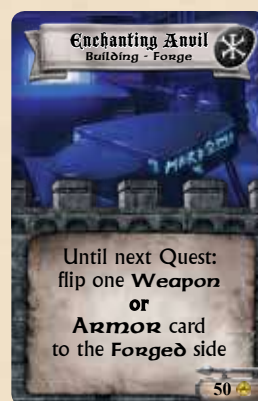 Enchanting Anvil
Building - Forge
Until next Quest:
flip one Weapon
or
Armor card
to the Forged side
50